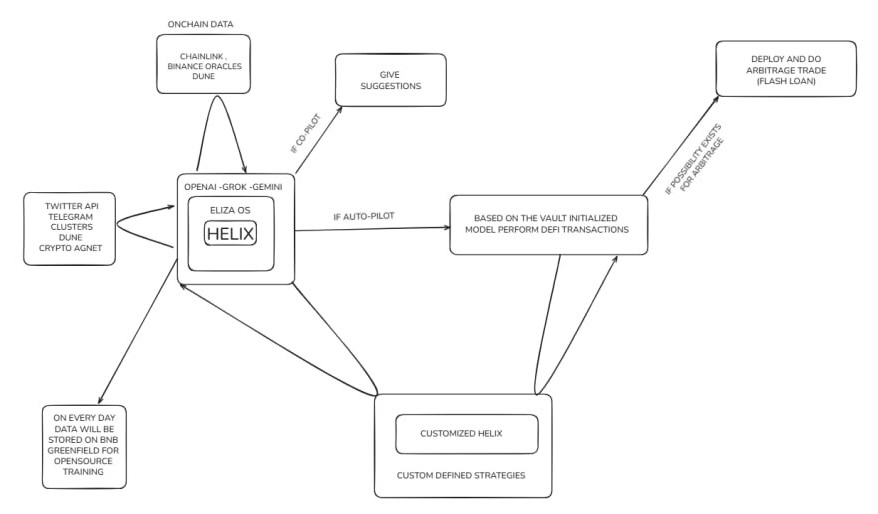 ONCHAIN DATA
CHAINLINK ,
BINANCE ORACLES
DUNE
GIVE
SUGGESTIONS
DEPLOY AND DO
ARBITRAGE TRADE
(FLASH LOAN)
IF CO-PILOT
IF POSSIBILITY EXISTS
FOR ARBITRAGE
OPENAI -GROK -GEMINI
ELIZA OS
HELIX
TWITTER API
TELEGRAM
CLUSTERS
DUNE
CRYPTO AGNET
IF AUTO-PILOT
BASED ON THE VAULT INITIALIZED
MODEL PERFORM DEFI TRANSACTIONS
ON EVERY DAY
DATA WILL BE
STORED ON BNB
GREENFIELD FOR
OPENSOURCE
TRAINING
CUSTOMIZED HELIX
CUSTOM DEFINED STRATEGIES